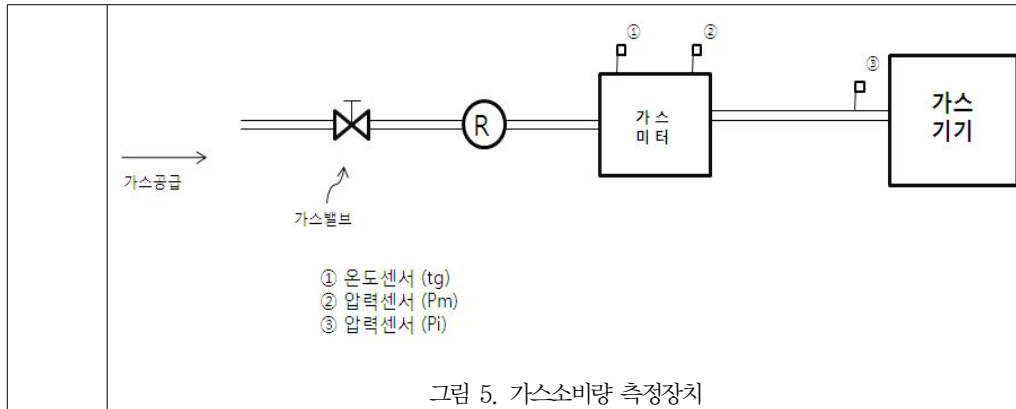 ①
②
③
가스
기기
가 스
미 터
R
가스공급
가스밸브
① 온도센서 (tg)
② 압력센서 (Pm)
③ 압력센서 (Pi)
그림 5. 가스소비량 측정장치